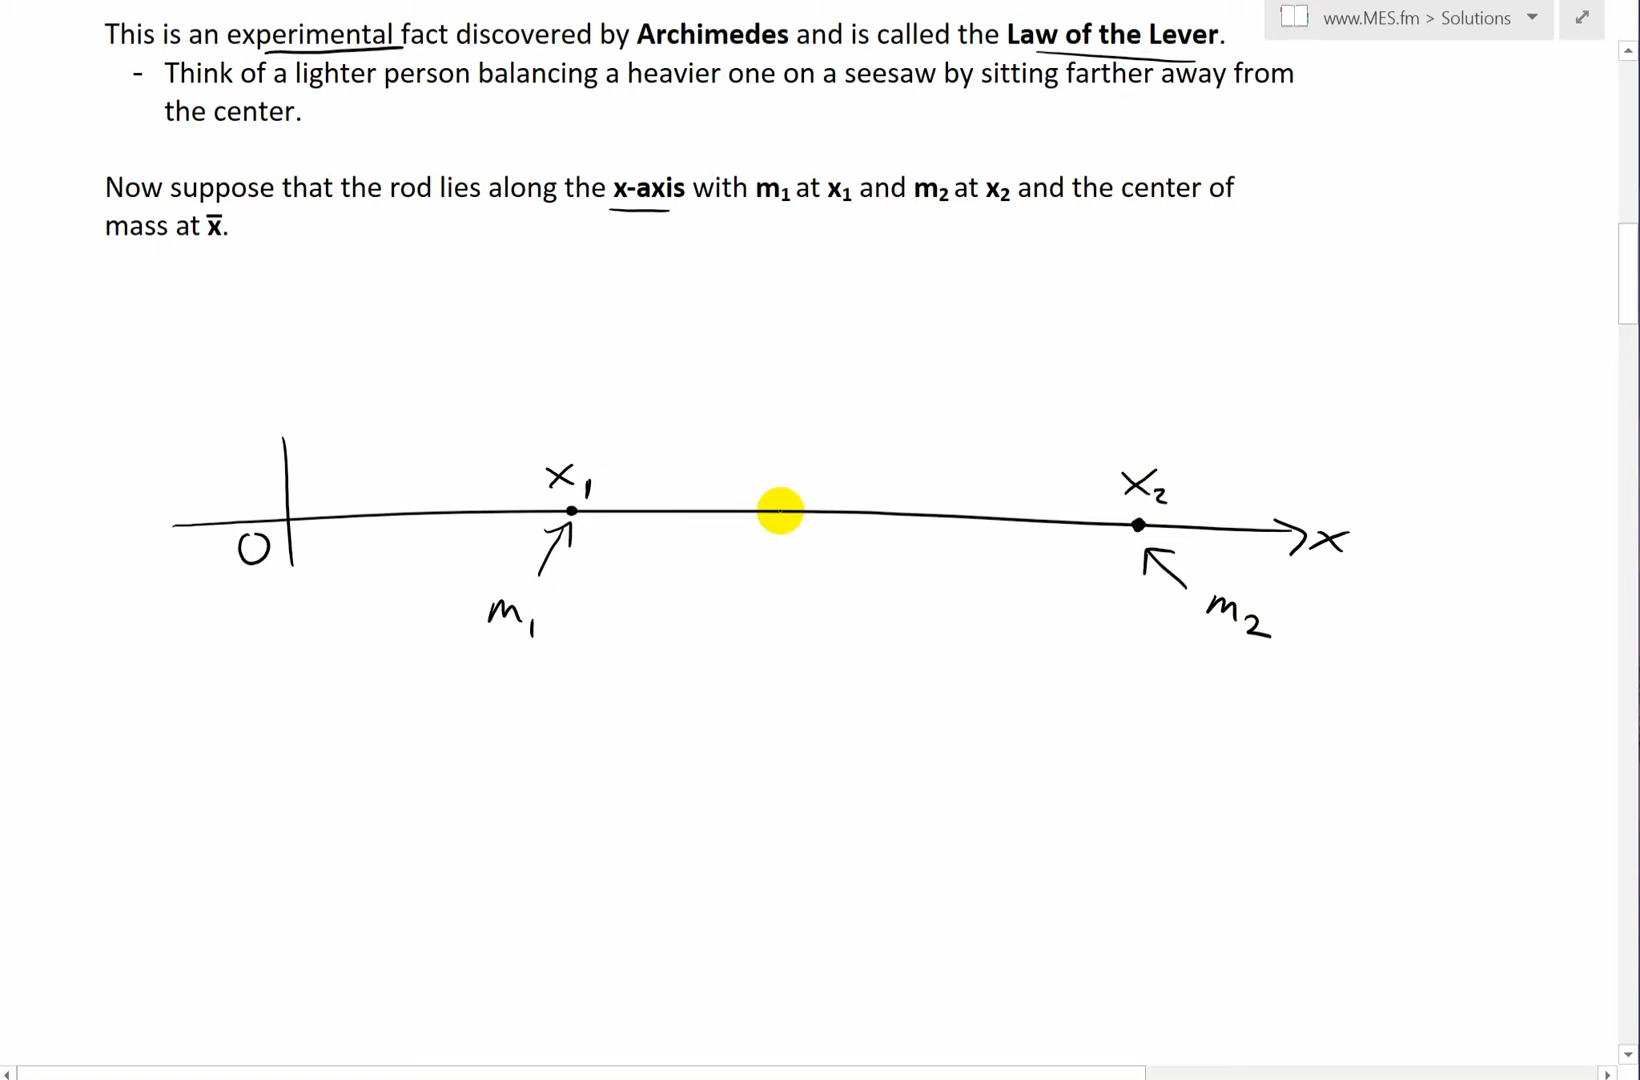 www.MES.fm > Solutions
This is an experimental fact discovered by Archimedes and is called the Law of the Lever.
- Think of a lighter person balancing a heavier one on a seesaw by sitting farther away from
the center.
Now suppose that the rod lies along the x-axis with m₁ at x₁ and m₂ at x₂ and the center of
mass at x̄.
x₁
x₂
0
x
m₁
m₂